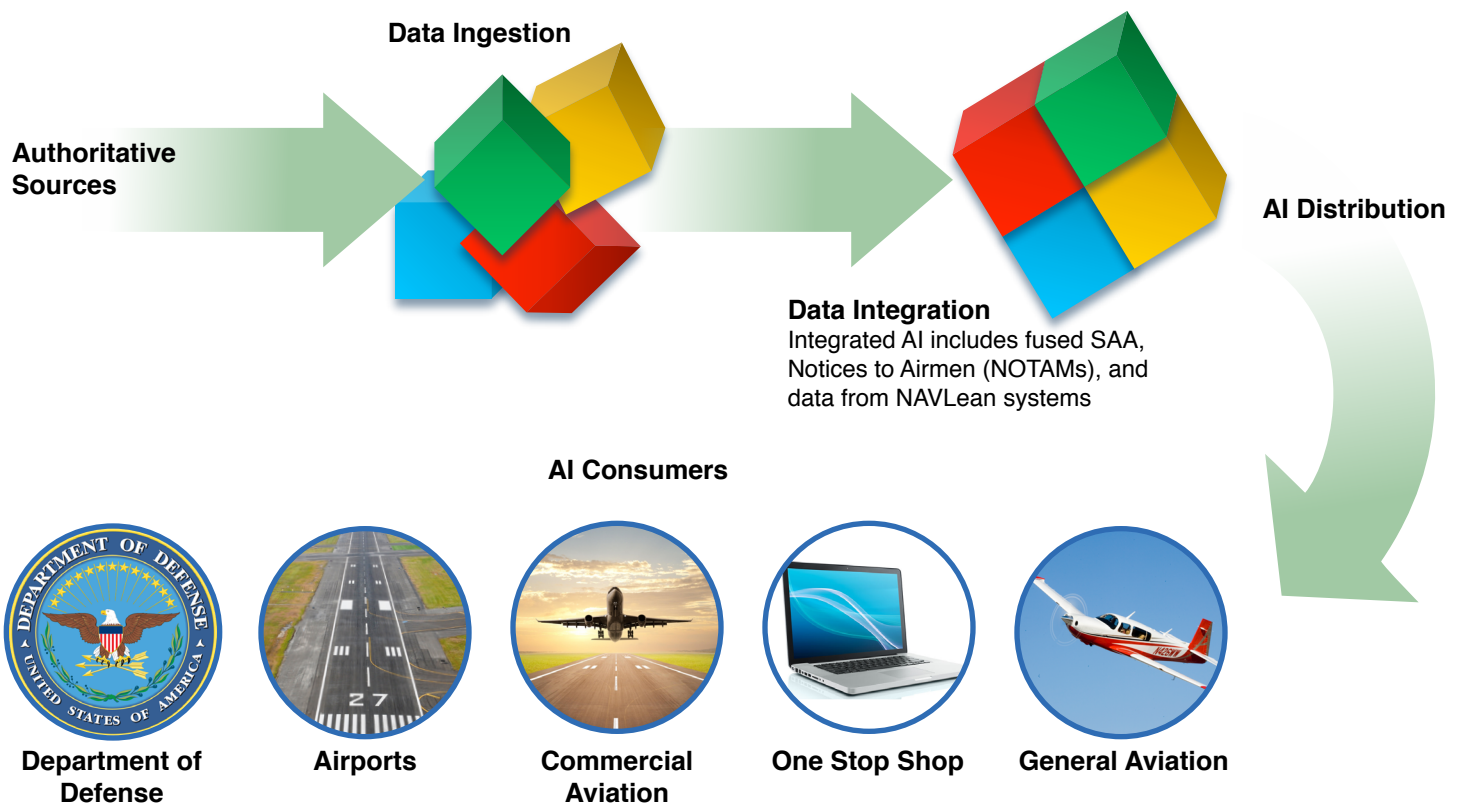 Data Ingestion
Authoritative
Sources
AI Distribution
Data Integration
Integrated AI includes fused SAA,
Notices to Airmen (NOTAMs), and
data from NAVLean systems
AI Consumers
DEPARTMENT OF DEFENSE
UNITED STATES OF AMERICA
27
N426WW
Department of
Defense
Airports
Commercial
Aviation
One Stop Shop
General Aviation